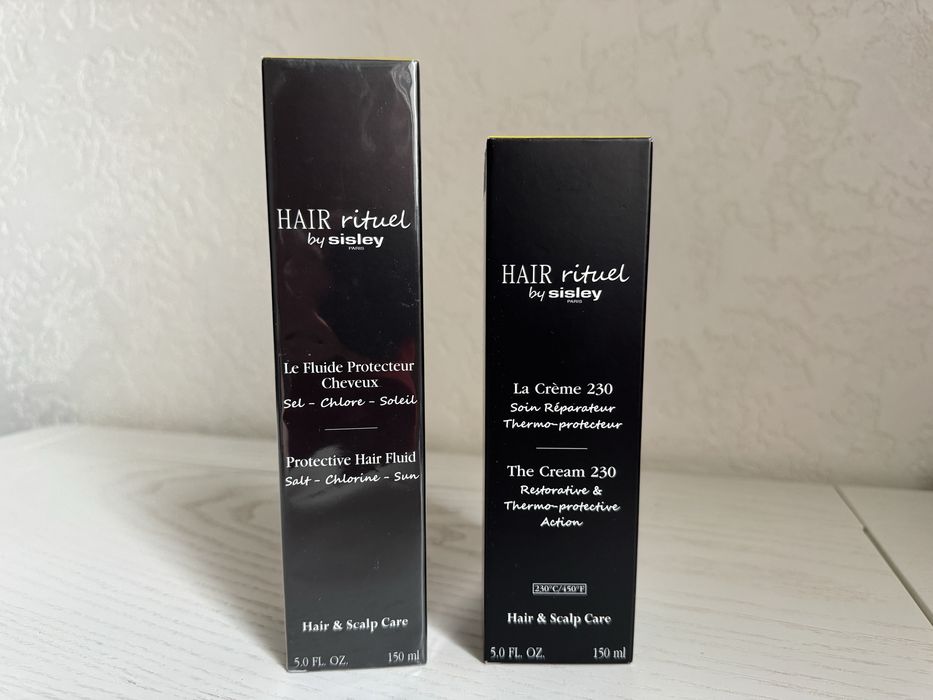 HAIR rituel
by sisley
PARIS
Le Fluide Protecteur
Cheveux
Sel - Chlore - Soleil
Protective Hair Fluid
Salt - Chlorine - Sun
Hair & Scalp Care
5.0 FL. OZ. 150 ml
HAIR rituel
by sisley
PARIS
La Crème 230
Soin Réparateur
Thermo-protecteur
The Cream 230
Restorative &
Thermo-protective
Action
230°C/450°F
Hair & Scalp Care
5.0 FL. OZ. 150 ml